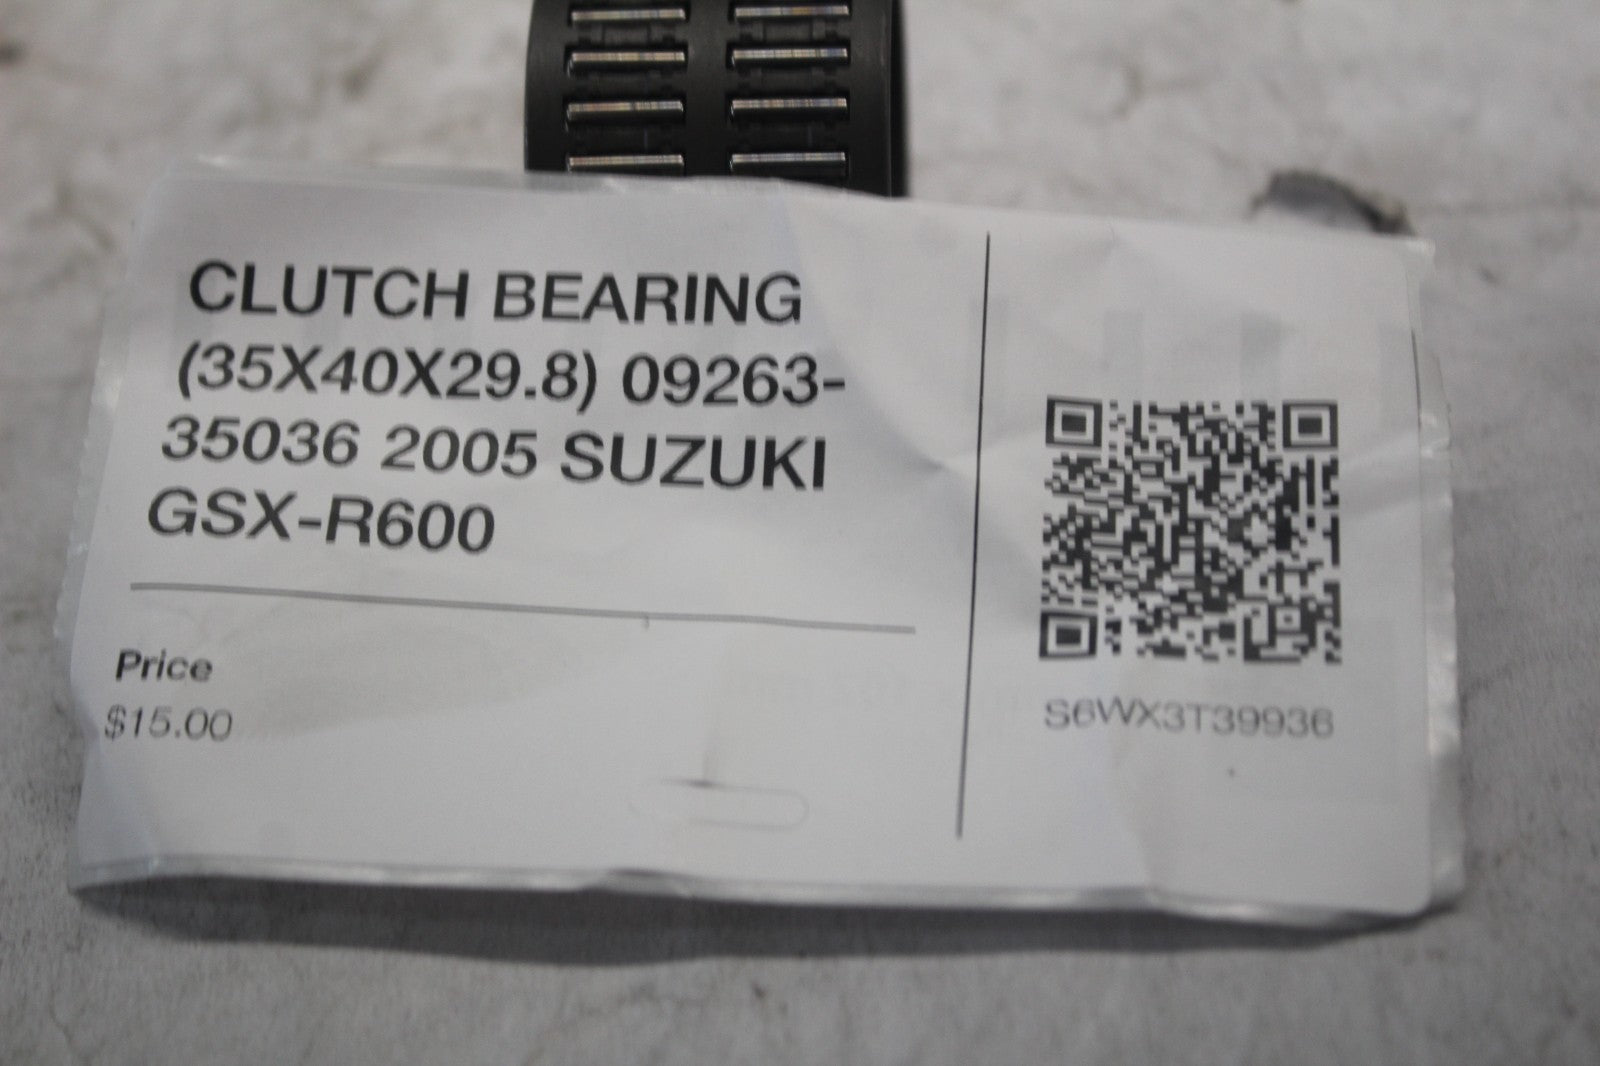 CLUTCH BEARING
(35X40X29.8) 09263-
35036 2005 SUZUKI
GSX-R600
Price
$15.00
S6WX3T39936